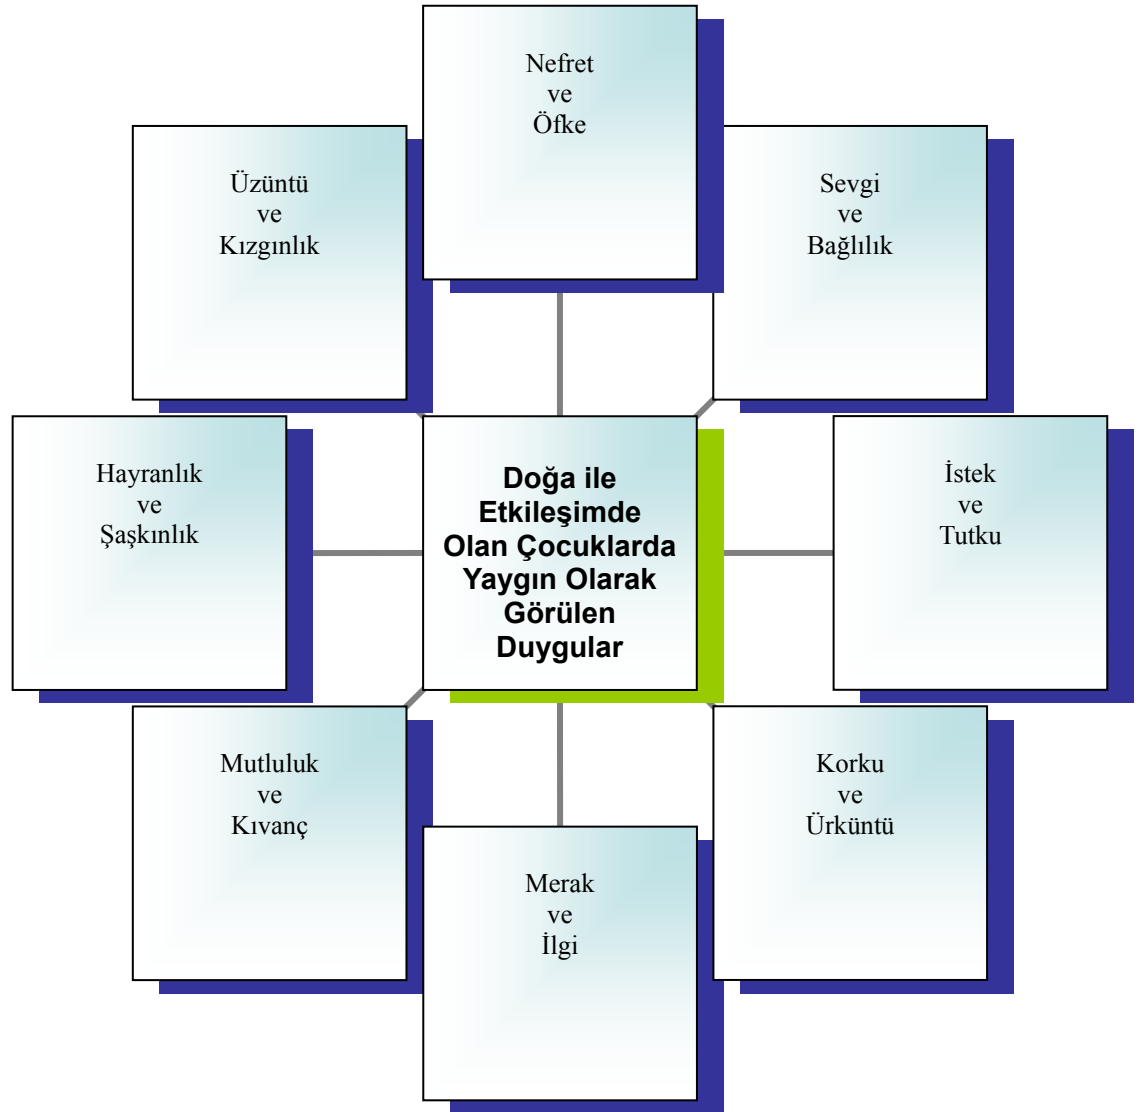 Nefret
ve
Öfke
Üzüntü
ve
Kızgınlık
Sevgi
ve
Bağlılık
Hayranlık
ve
Şaşkınlık
Doğa ile
Etkileşimde
Olan Çocuklarda
Yaygın Olarak
Görülen
Duygular
İstek
ve
Tutku
Mutluluk
ve
Kıvanç
Korku
ve
Ürküntü
Merak
ve
İlgi